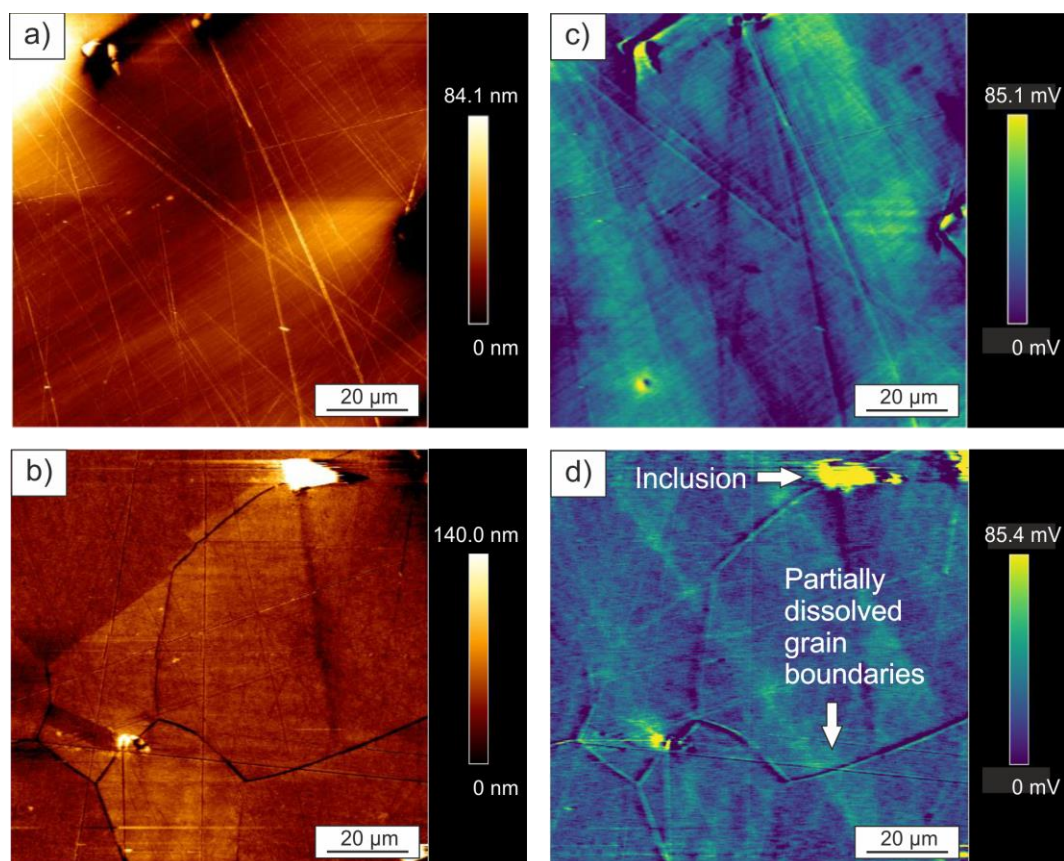 a)
84.1 nm
0 nm
20 µm
c)
85.1 mV
0 mV
20 µm
b)
140.0 nm
0 nm
20 µm
d)
Inclusion
Partially
dissolved
grain
boundaries
85.4 mV
0 mV
20 µm